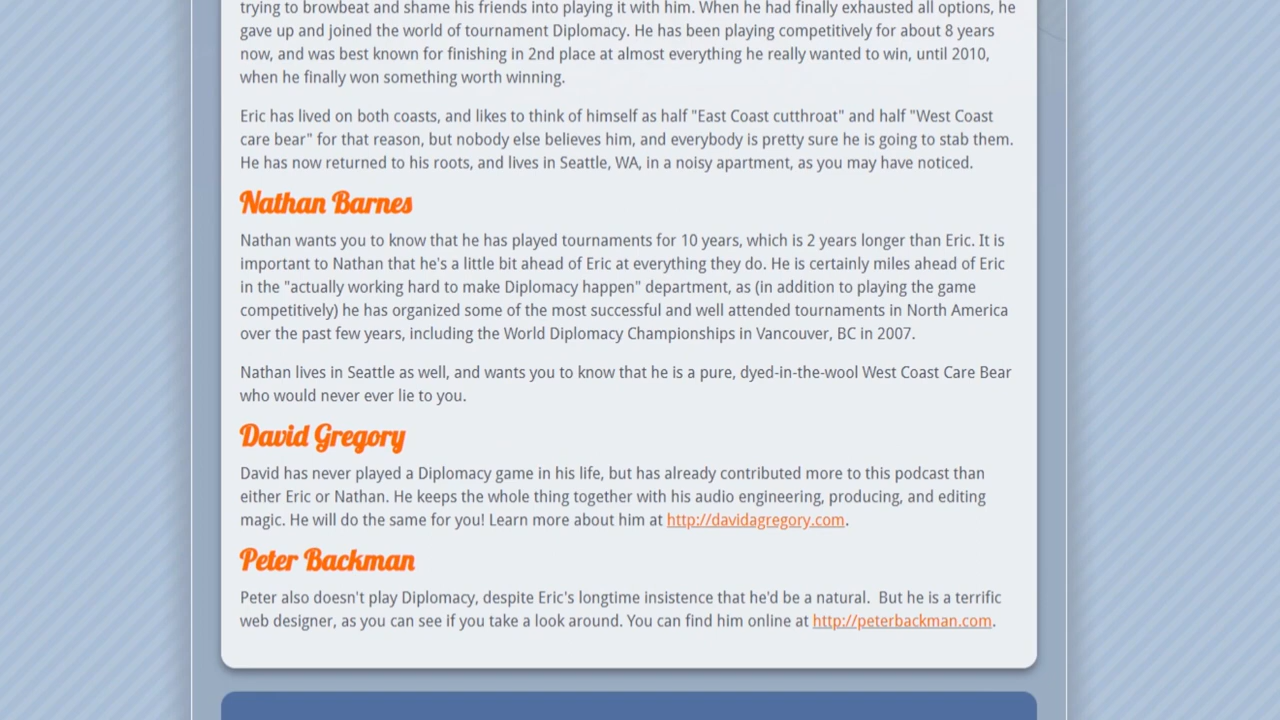 trying to browbeat and shame his friends into playing it with him. When he had finally exhausted all options, he
gave up and joined the world of tournament Diplomacy. He has been playing competitively for about 8 years
now, and was best known for finishing in 2nd place at almost everything he really wanted to win, until 2010,
when he finally won something worth winning.
Eric has lived on both coasts, and likes to think of himself as half "East Coast cutthroat" and half "West Coast
care bear" for that reason, but nobody else believes him, and everybody is pretty sure he is going to stab them.
He has now returned to his roots, and lives in Seattle, WA, in a noisy apartment, as you may have noticed.
Nathan Barnes
Nathan wants you to know that he has played tournaments for 10 years, which is 2 years longer than Eric. It is
important to Nathan that he's a little bit ahead of Eric at everything they do. He is certainly miles ahead of Eric
in the "actually working hard to make Diplomacy happen" department, as (in addition to playing the game
competitively) he has organized some of the most successful and well attended tournaments in North America
over the past few years, including the World Diplomacy Championships in Vancouver, BC in 2007.
Nathan lives in Seattle as well, and wants you to know that he is a pure, dyed-in-the-wool West Coast Care Bear
who would never ever lie to you.
David Gregory
David has never played a Diplomacy game in his life, but has already contributed more to this podcast than
either Eric or Nathan. He keeps the whole thing together with his audio engineering, producing, and editing
magic. He will do the same for you! Learn more about him at http://davidagregory.com.
Peter Backman
Peter also doesn't play Diplomacy, despite Eric's longtime insistence that he'd be a natural.  But he is a terrific
web designer, as you can see if you take a look around. You can find him online at http://peterbackman.com.